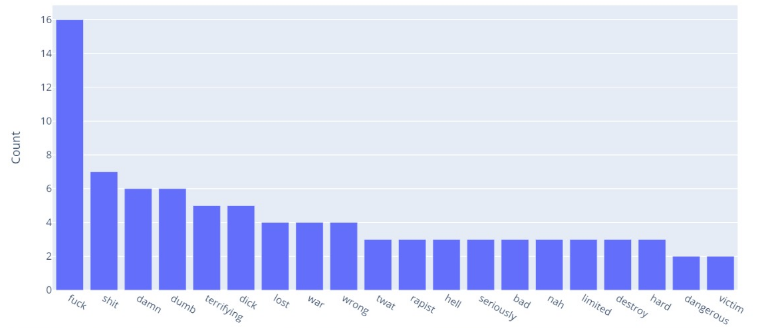 Count
16
14
12
10
8
6
4
2
0
fuck
shit
damn
dumb
terrifying
dick
lost
war
wrong
twat
rapist
hell
seriously
bad
nah
limited
destroy
hard
dangerous
victim